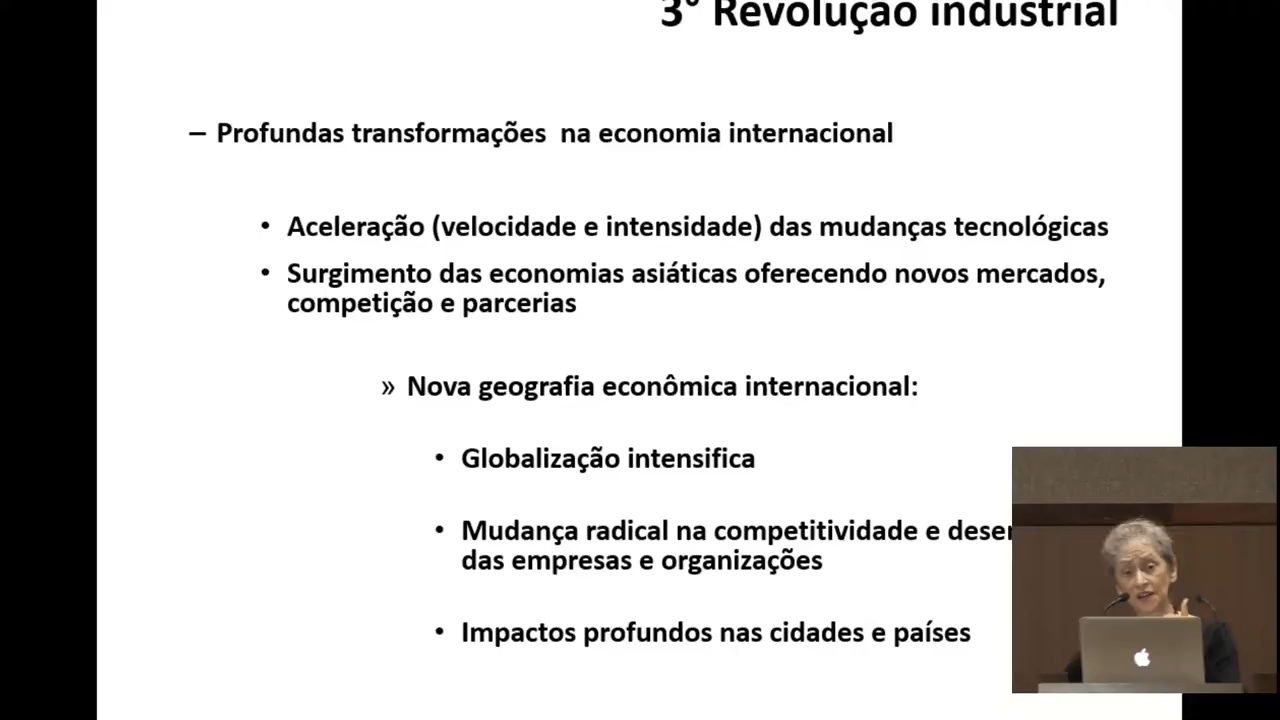 3º Revolução industrial
– Profundas transformações na economia internacional
• Aceleração (velocidade e intensidade) das mudanças tecnológicas
• Surgimento das economias asiáticas oferecendo novos mercados,
competição e parcerias
» Nova geografia econômica internacional:
• Globalização intensifica
• Mudança radical na competitividade e
das empresas e organizações
• Impactos profundos nas cidades e países